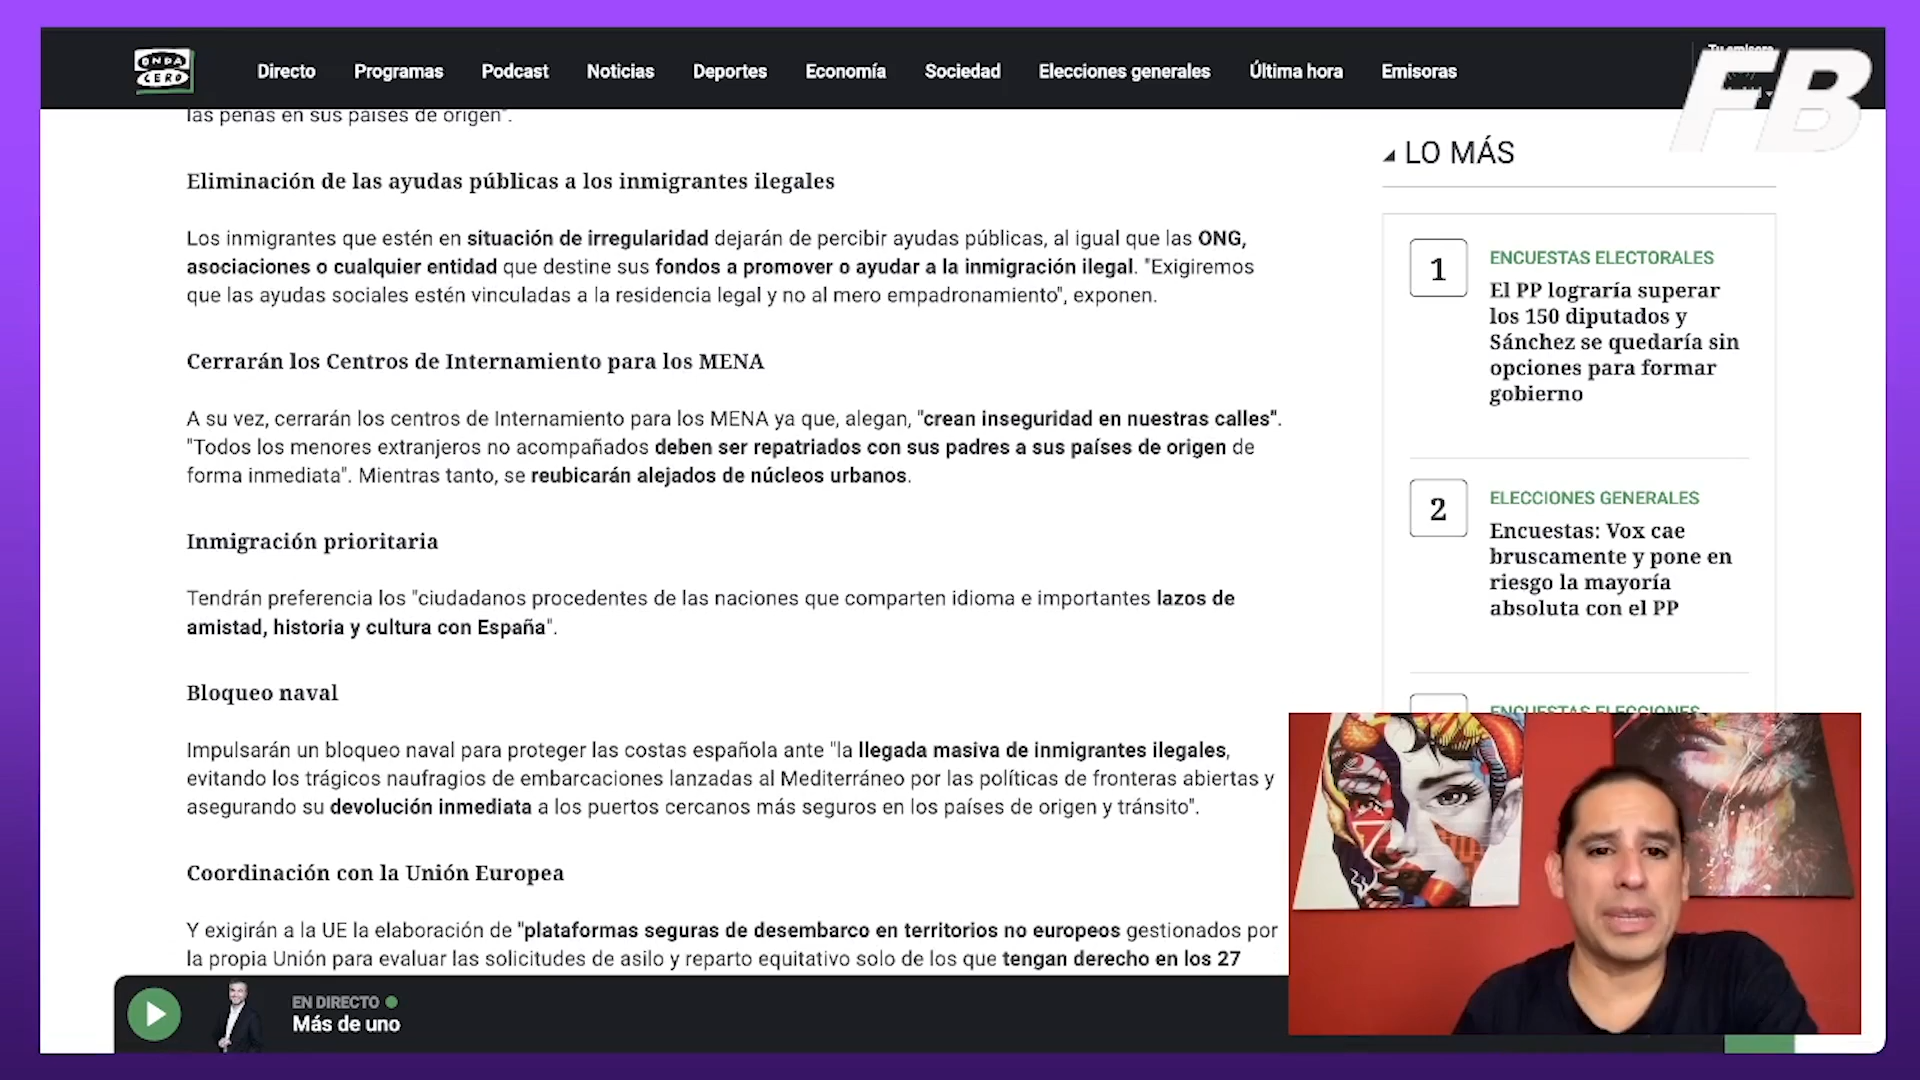 ONDA
CERO
Directo
Programas
Podcast
Noticias
Deportes
Economía
Sociedad
Elecciones generales
Última hora
Emisoras
Tu emisora
FB
las penas en sus países de origen".
Eliminación de las ayudas públicas a los inmigrantes ilegales
Los inmigrantes que estén en situación de irregularidad dejarán de percibir ayudas públicas, al igual que las ONG,
asociaciones o cualquier entidad que destine sus fondos a promover o ayudar a la inmigración ilegal. "Exigiremos
que las ayudas sociales estén vinculadas a la residencia legal y no al mero empadronamiento", exponen.
Cerrarán los Centros de Internamiento para los MENA
A su vez, cerrarán los centros de Internamiento para los MENA ya que, alegan, "crean inseguridad en nuestras calles".
"Todos los menores extranjeros no acompañados deben ser repatriados con sus padres a sus países de origen de
forma inmediata". Mientras tanto, se reubicarán alejados de núcleos urbanos.
Inmigración prioritaria
Tendrán preferencia los "ciudadanos procedentes de las naciones que comparten idioma e importantes lazos de
amistad, historia y cultura con España".
Bloqueo naval
Impulsarán un bloqueo naval para proteger las costas española ante "la llegada masiva de inmigrantes ilegales,
evitando los trágicos naufragios de embarcaciones lanzadas al Mediterráneo por las políticas de fronteras abiertas y
asegurando su devolución inmediata a los puertos cercanos más seguros en los países de origen y tránsito".
Coordinación con la Unión Europea
Y exigirán a la UE la elaboración de "plataformas seguras de desembarco en territorios no europeos gestionados por
la propia Unión para evaluar las solicitudes de asilo y reparto equitativo solo de los que tengan derecho en los 27
LO MÁS
1
ENCUESTAS ELECTORALES
El PP lograría superar
los 150 diputados y
Sánchez se quedaría sin
opciones para formar
gobierno
2
ELECCIONES GENERALES
Encuestas: Vox cae
bruscamente y pone en
riesgo la mayoría
absoluta con el PP
ENCUESTAS ELECCIONES
EN DIRECTO
Más de uno